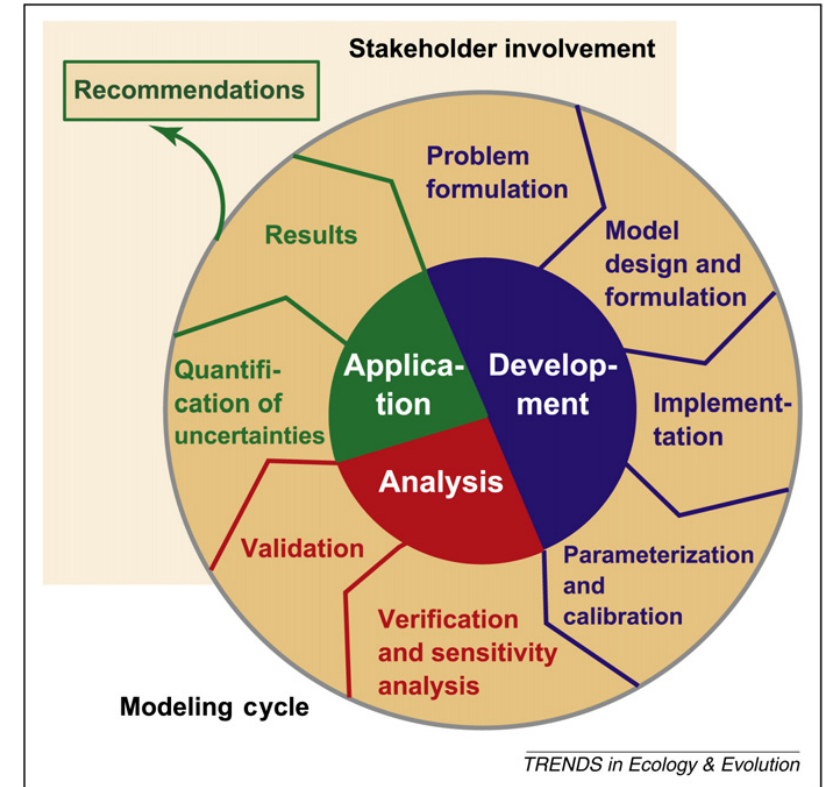 Stakeholder involvement
Recommendations
Problem
formulation
Model
design and
formulation
Implement-
tation
Parameterization
and
calibration
Verification
and sensitivity
analysis
Validation
Quantifi-
cation of
uncertainties
Results
Applica-
tion
Develop-
ment
Analysis
Modeling cycle
TRENDS in Ecology & Evolution